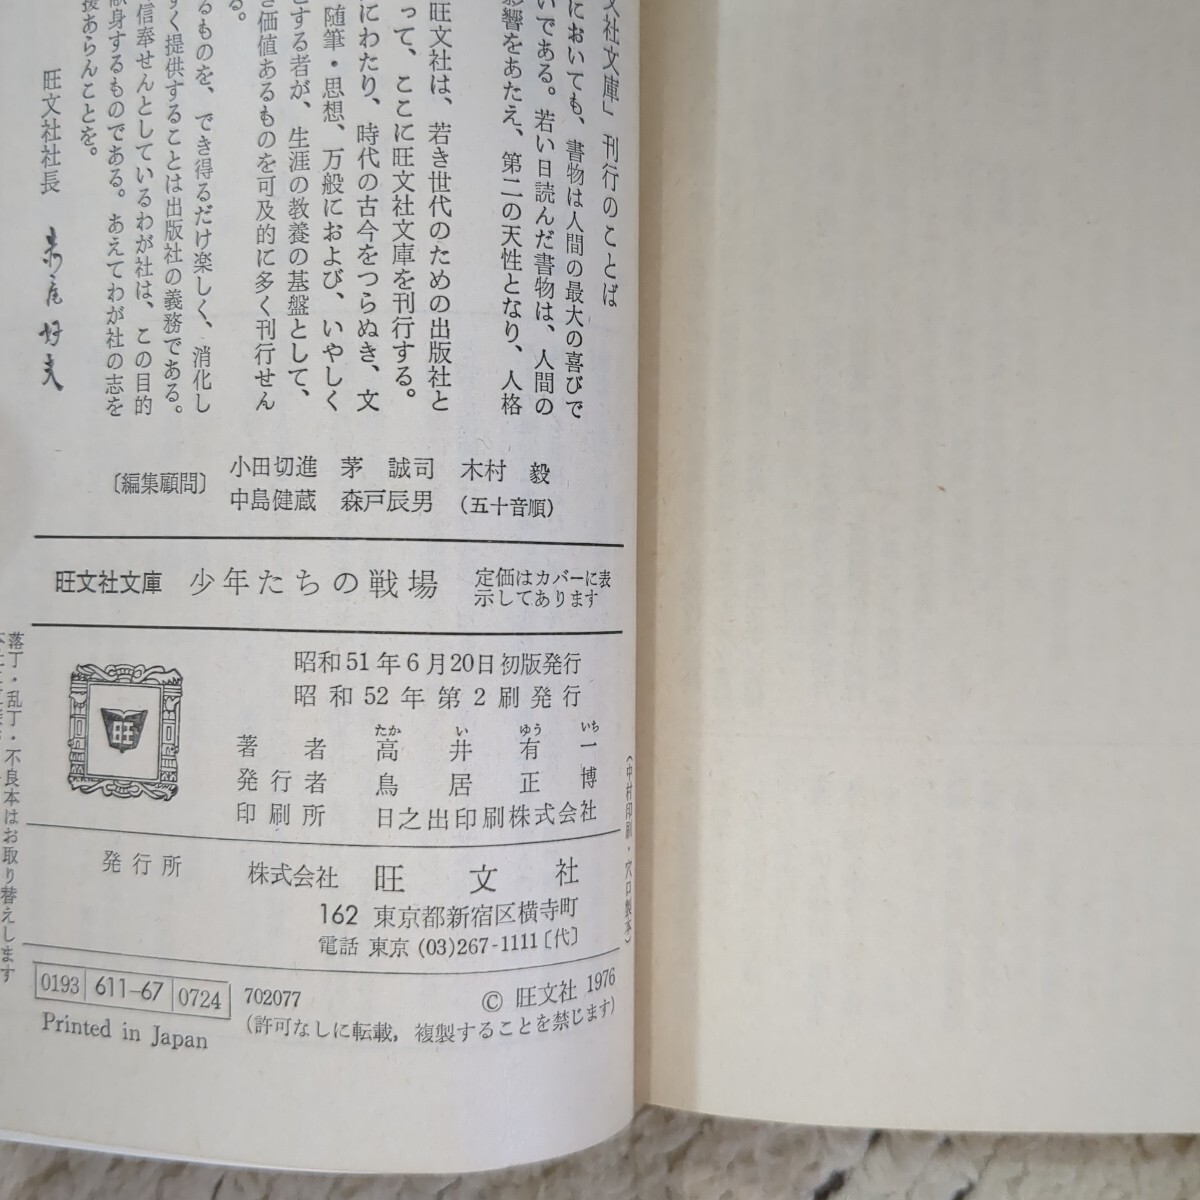 文社文庫」刊行のことば
においても、書物は人間の最大の喜びで
いである。若い日読んだ書物は、人間の
影響をあたえ、第二の天性となり、人格
旺文社は、若き世代のための出版社と
って、ここに旺文社文庫を刊行する。
にわたり、時代の古今をつらぬき、文
随筆・思想、万般におよび、いやしく
とする者が、生涯の教養の基盤として、
き価値あるものを可及的に多く刊行せん
る。
るものを、でき得るだけ楽しく、消化し
すく提供することは出版社の義務である。
信奉せんとしているわが社は、この目的
献身するものである。あえてわが社の志を
援あらんことを。
旺文社社長
〔編集顧問〕
小田切進 茅誠司 木村毅
中島健蔵 森戸辰男 (五十音順)
旺文社文庫 少年たちの戦場 定価はカバーに表
示してあります
昭和51年6月20日初版発行
昭和52年第2刷発行
たか い ゆう いち
著者 高井有一
発行者 鳥居正博
印刷所 日之出印刷株式会社
発行所 株式会社 旺文社
162 東京都新宿区横寺町
電話 東京 (03)267-1111〔代〕
0193 611-67 0724 702077 © 旺文社 1976
Printed in Japan (許可なしに転載, 複製することを禁じます)
(中村印刷・穴口製本)
落丁・乱丁・不良本はお取り替えします
旺